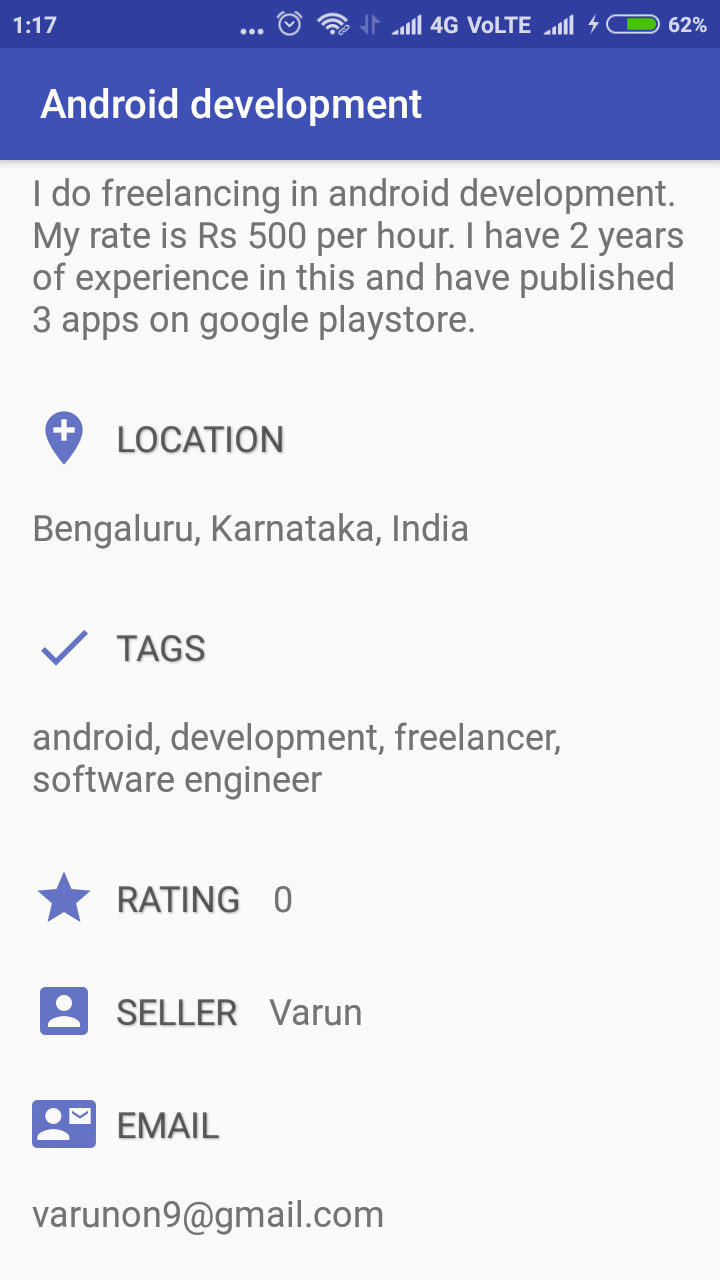 1:17 ... 4G VoLTE 62%
Android development
I do freelancing in android development.
My rate is Rs 500 per hour. I have 2 years
of experience in this and have published
3 apps on google playstore.
LOCATION
Bengaluru, Karnataka, India
TAGS
android, development, freelancer,
software engineer
RATING 0
SELLER Varun
EMAIL
varunon9@gmail.com